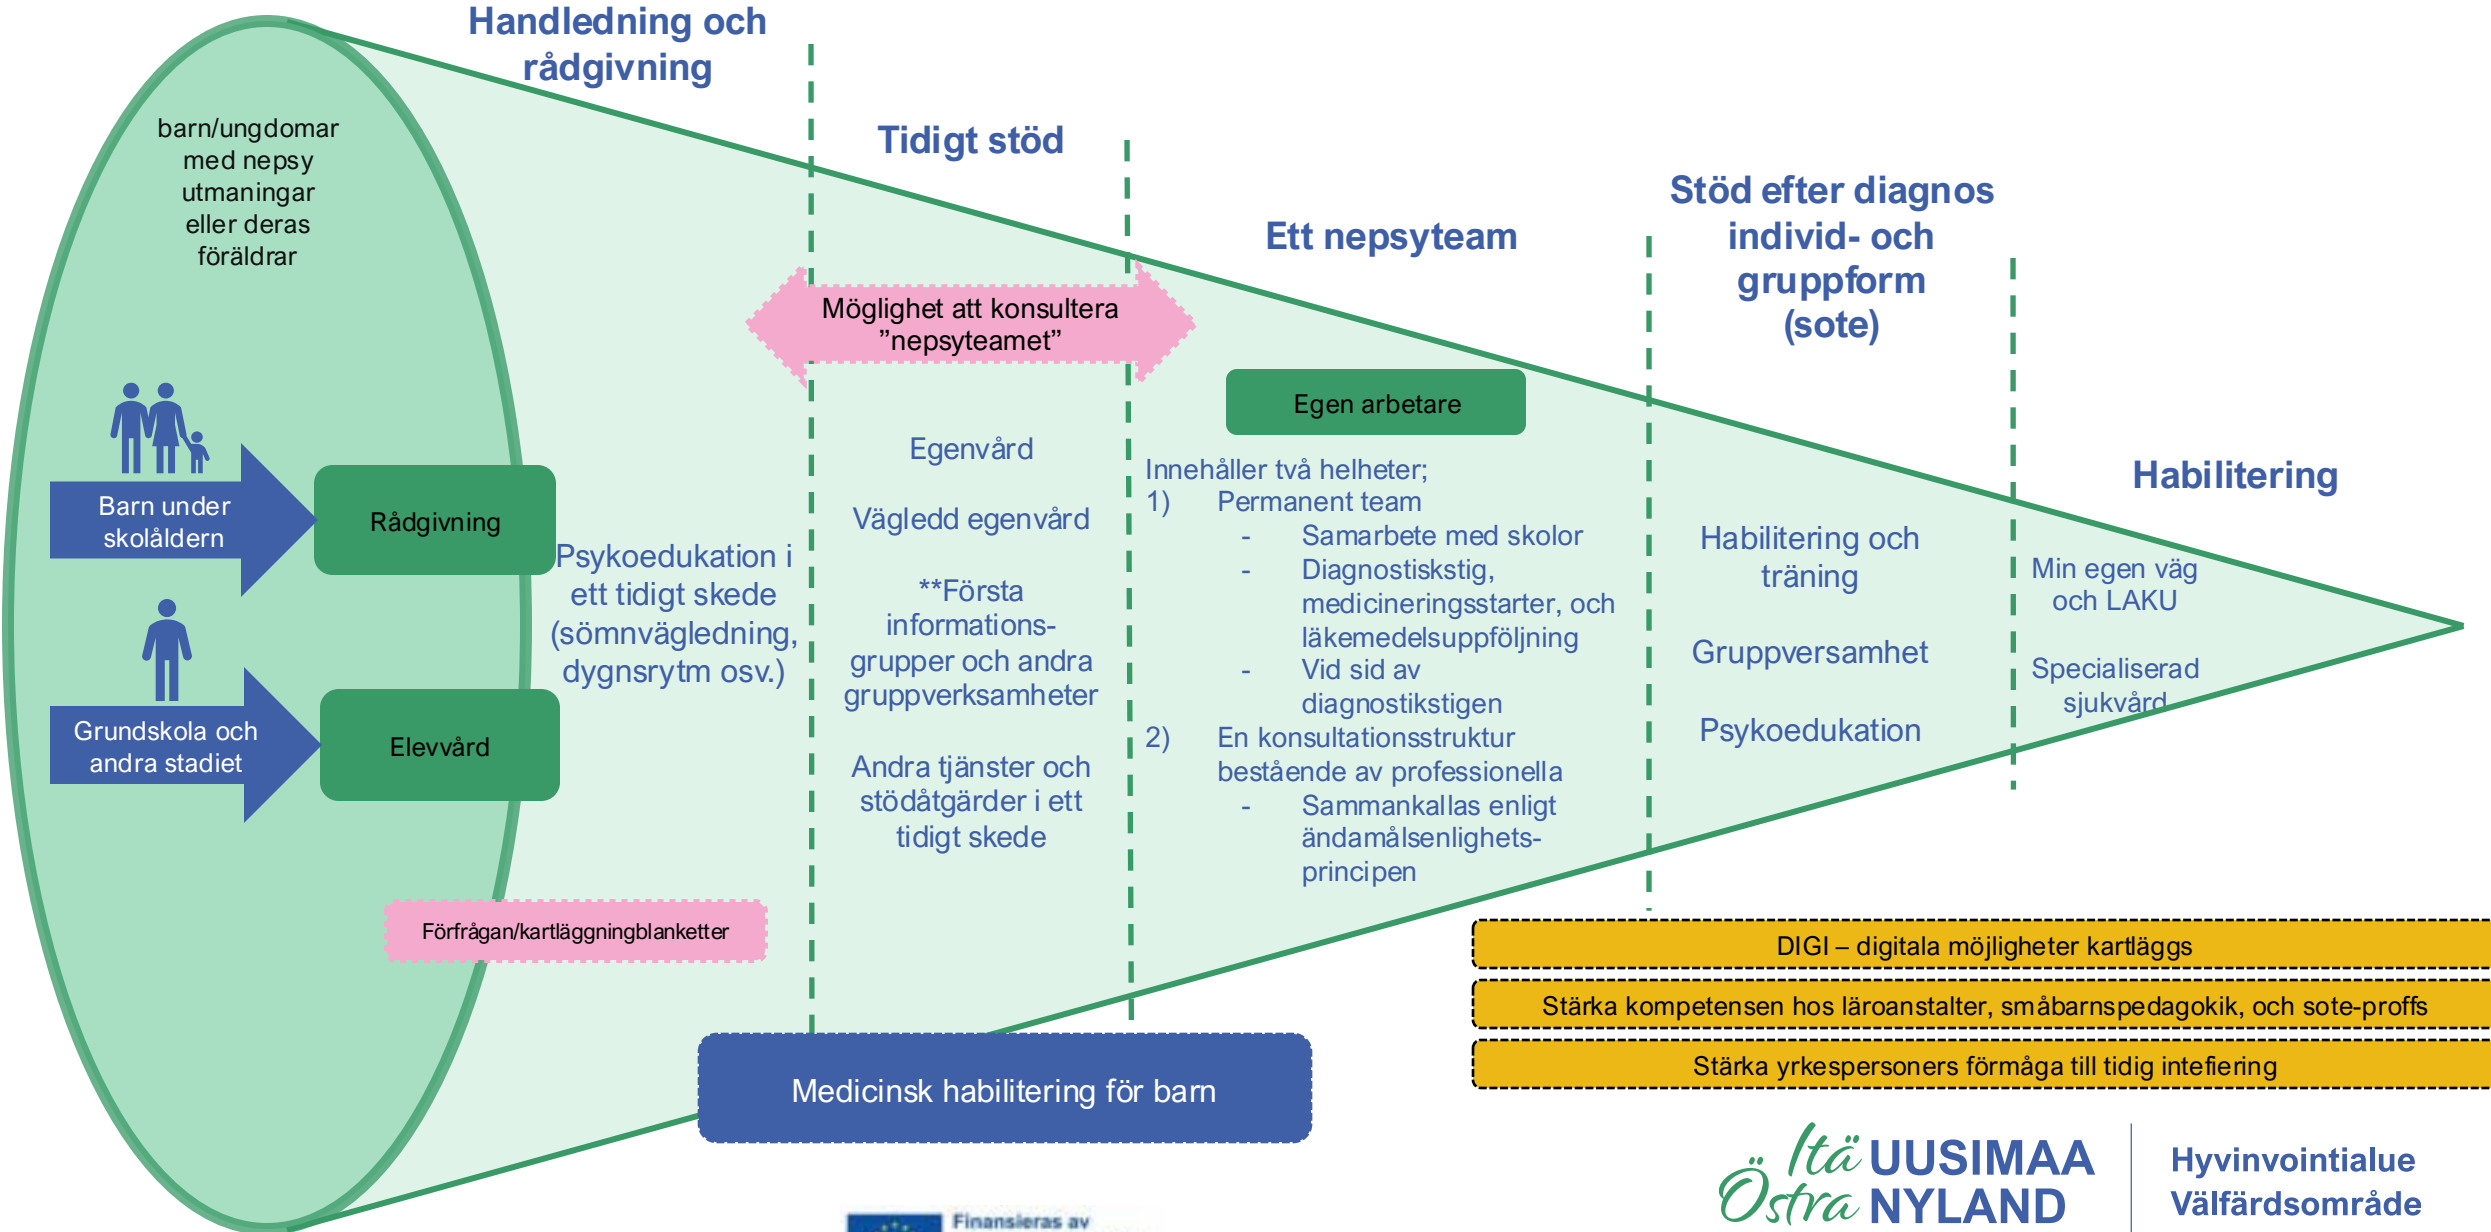 Handledning och
rådgivning
barn/ungdomar
med nepsy
utmaningar
eller deras
föräldrar
Barn under
skolåldern
Rådgivning
Grundskola och
andra stadiet
Elevvård
Psykoedukation i
ett tidigt skede
(sömnvägledning,
dygnsrytm osv.)
Förfrågan/kartläggningblanketter
Tidigt stöd
Möglighet att konsultera
”nepsyteamet”
Egenvård
Vägledd egenvård
**Första
informations-
grupper och andra
gruppverksamheter
Andra tjänster och
stödåtgärder i ett
tidigt skede
Medicinsk habilitering för barn
Ett nepsyteam
Egen arbetare
Innehåller två helheter;
1) Permanent team
- Samarbete med skolor
- Diagnostiskstig,
medicineringsstarter, och
läkemedelsuppföljning
- Vid sid av
diagnostikstigen
2) En konsultationsstruktur
bestående av professionella
- Sammankallas enligt
ändamålsenlighets-
principen
Stöd efter diagnos
individ- och
gruppform
(sote)
Habilitering och
träning
Gruppversamhet
Psykoedukation
Habilitering
Min egen väg
och LAKU
Specialiserad
sjukvård
DIGI – digitala möjligheter kartläggs
Stärka kompetensen hos läroanstalter, småbarnspedagokik, och sote-proffs
Stärka yrkespersoners förmåga till tidig intefiering
Finansieras av
Itä UUSIMAA
Östra NYLAND
Hyvinvointialue
Välfärdsområde